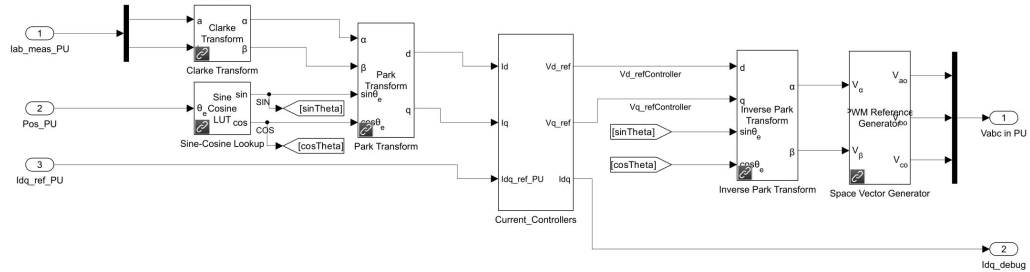 1
Iab_meas_PU
a
Clarke
Transform
α
β
Clarke Transform
2
Pos_PU
θe
Sine
Cosine
LUT
sin
cos
SIN
COS
Sine-Cosine Lookup
[sinTheta]
[cosTheta]
3
Idq_ref_PU
α
β
sinθe
cosθe
Park
Transform
d
q
Park Transform
Id
Iq
Idq_ref_PU
Vd_ref
Vq_ref
Idq
Current_Controllers
Vd_refController
Vq_refController
[sinTheta]
[cosTheta]
d
q
Inverse Park
Transform
sinθe
cosθe
α
β
Inverse Park Transform
Vα
Vβ
PWM Reference
Generator
Vao
Vbo
Vco
Space Vector Generator
1
Vabc in PU
2
Idq_debug